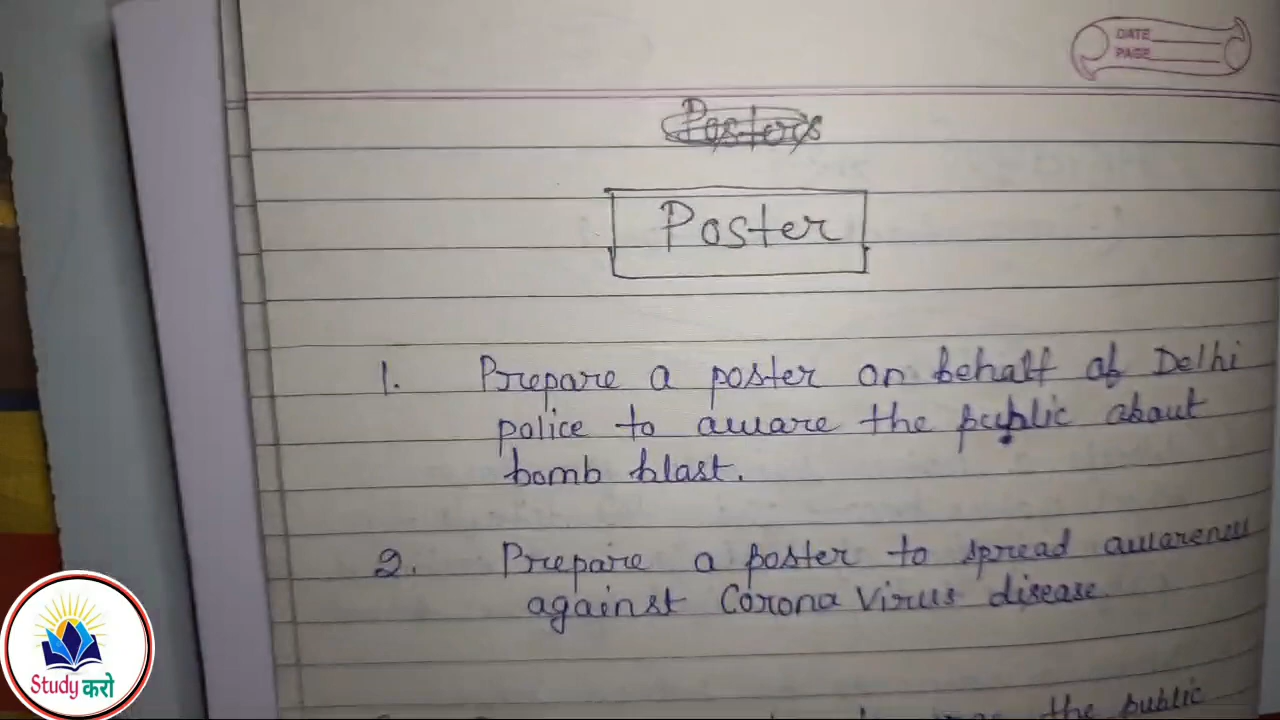 DATE
PAGE
Posters
Poster
1. Prepare a poster on behalf of Delhi
police to aware the public about
bomb blast.
2. Prepare a poster to spread awareness
against Corona Virus disease
the public
Study करो